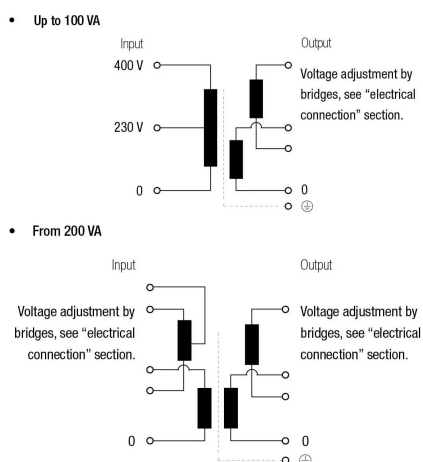 • Up to 100 VA
Input
Output
400 V
Voltage adjustment by
bridges, see “electrical
connection” section.
230 V
0
0
• From 200 VA
Input
Output
Voltage adjustment by
bridges, see “electrical
connection” section.
Voltage adjustment by
bridges, see “electrical
connection” section.
0
0